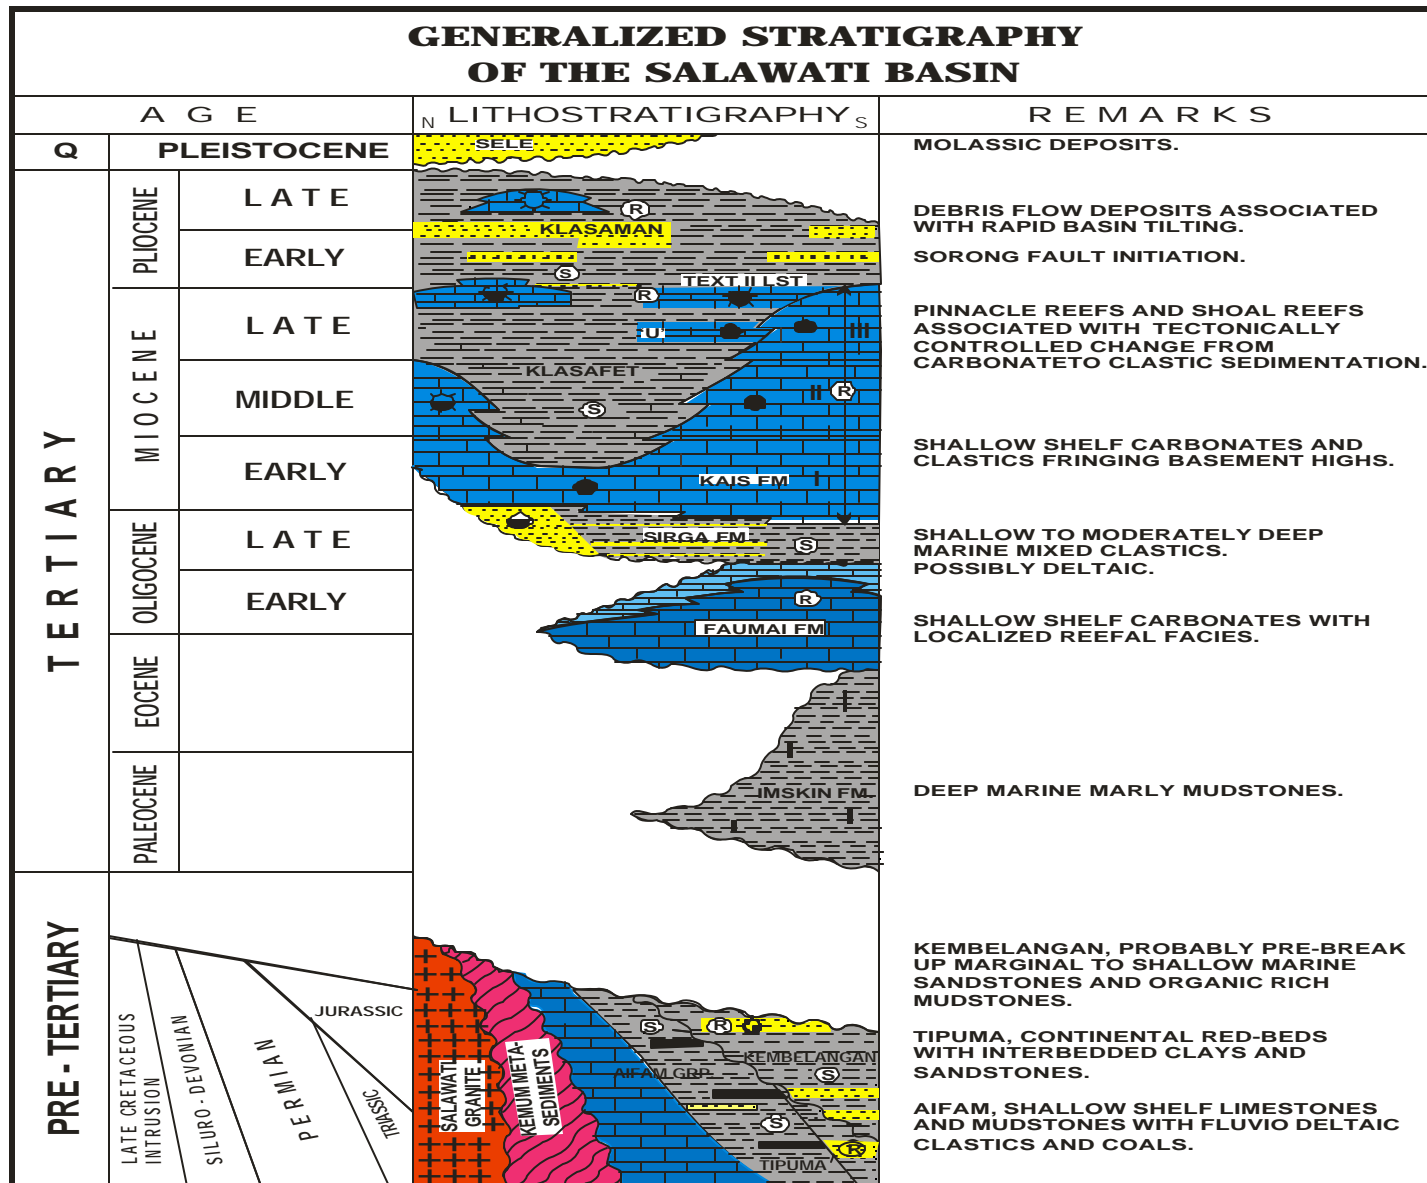 GENERALIZED STRATIGRAPHY
OF THE SALAWATI BASIN
A G E
N LITHOSTRATIGRAPHY S
R E M A R K S
Q
PLEISTOCENE
SELE
MOLASSIC DEPOSITS.
TERTIARY
PLIOCENE
LATE
EARLY
R
KLASAMAN
S
DEBRIS FLOW DEPOSITS ASSOCIATED
WITH RAPID BASIN TILTING.
SORONG FAULT INITIATION.
MIOCENE
LATE
MIDDLE
EARLY
TEXT II LST
R
'U'
III
KLASAFET
II
R
S
KAIS FM
I
PINNACLE REEFS AND SHOAL REEFS
ASSOCIATED WITH TECTONICALLY
CONTROLLED CHANGE FROM
CARBONATETO CLASTIC SEDIMENTATION.
SHALLOW SHELF CARBONATES AND
CLASTICS FRINGING BASEMENT HIGHS.
OLIGOCENE
LATE
EARLY
SIRGA FM
S
R
FAUMAI FM
SHALLOW TO MODERATELY DEEP
MARINE MIXED CLASTICS.
POSSIBLY DELTAIC.
SHALLOW SHELF CARBONATES WITH
LOCALIZED REEFAL FACIES.
EOCENE
PALEOCENE
IMSKIN FM.
DEEP MARINE MARLY MUDSTONES.
PRE-TERTIARY
LATE CRETACEOUS
INTRUSION
SILURO-DEVONIAN
PERMIAN
TRIASSIC
JURASSIC
SALAWATI
GRANITE
KEMUM META-
SEDIMENTS
S
R
KEMBELANGAN
AIFAM GRP
S
S
R
TIPUMA
KEMBELANGAN, PROBABLY PRE-BREAK
UP MARGINAL TO SHALLOW MARINE
SANDSTONES AND ORGANIC RICH
MUDSTONES.
TIPUMA, CONTINENTAL RED-BEDS
WITH INTERBEDDED CLAYS AND
SANDSTONES.
AIFAM, SHALLOW SHELF LIMESTONES
AND MUDSTONES WITH FLUVIO DELTAIC
CLASTICS AND COALS.